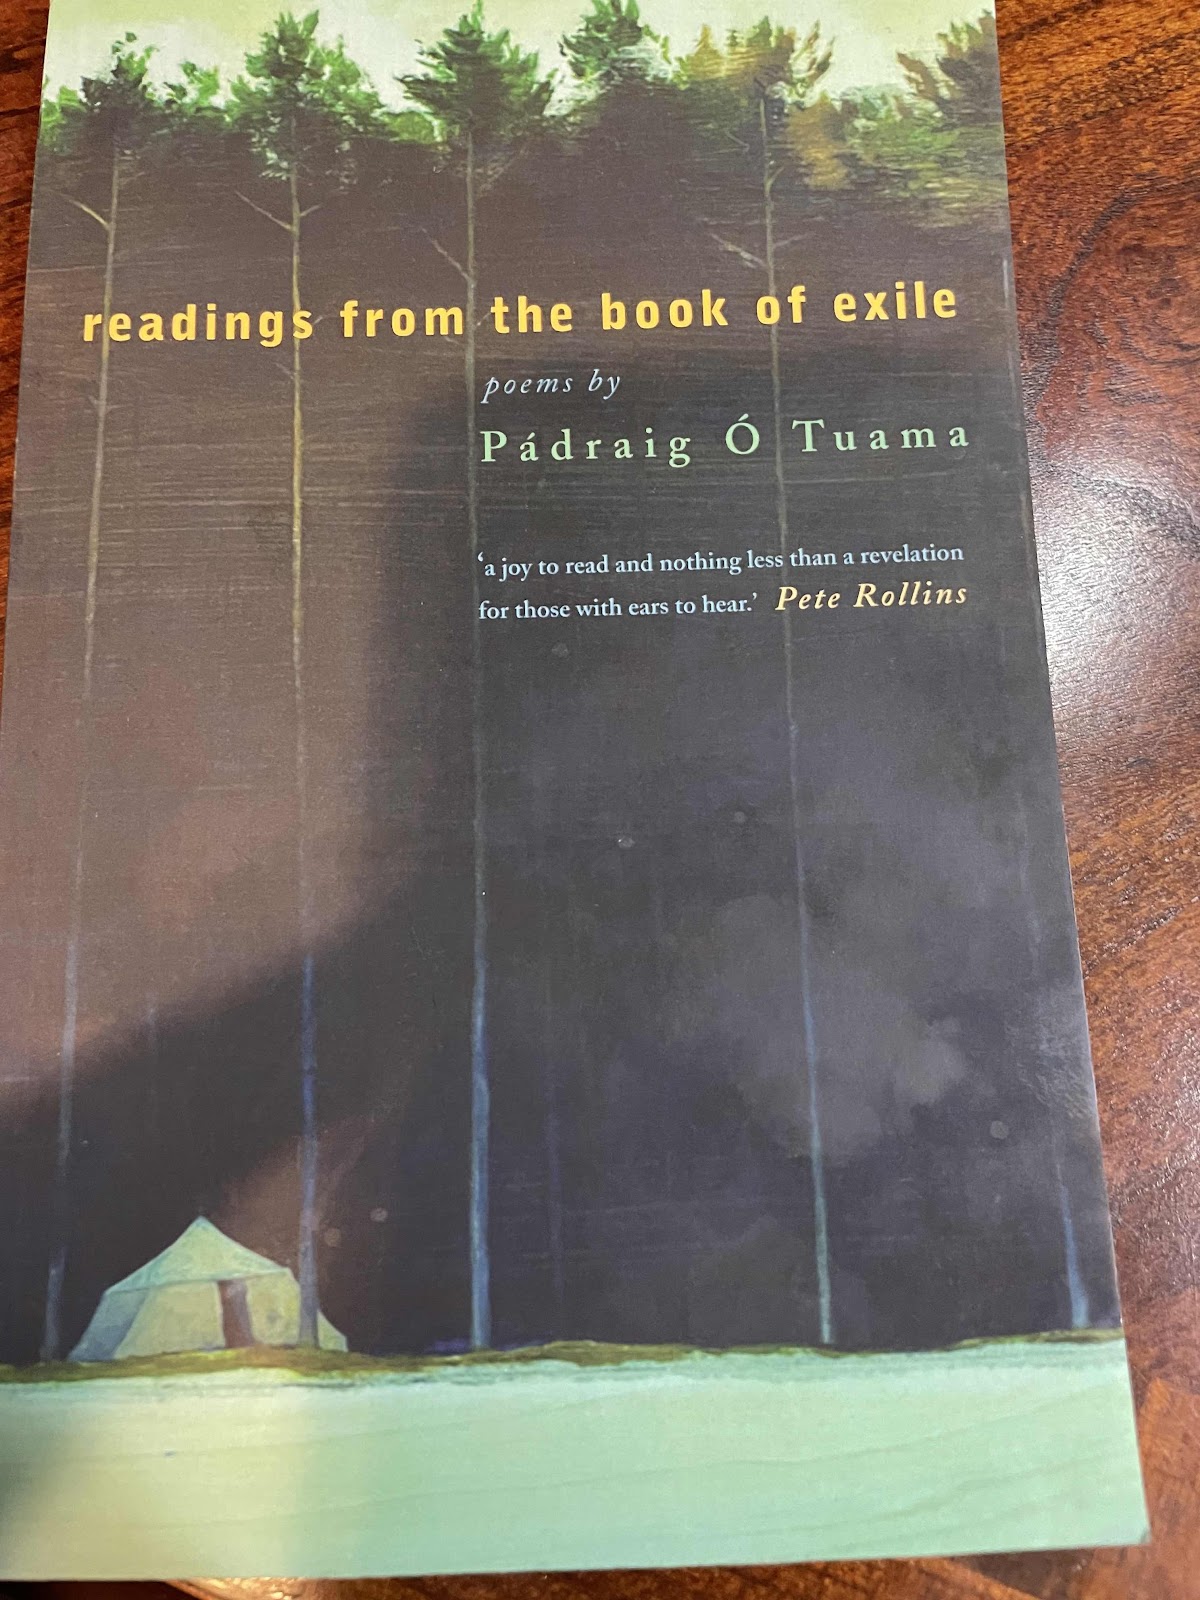 readings from the book of exile
poems by
Pádraig Ó Tuama
‘a joy to read and nothing less than a revelation
for those with ears to hear.’ Pete Rollins